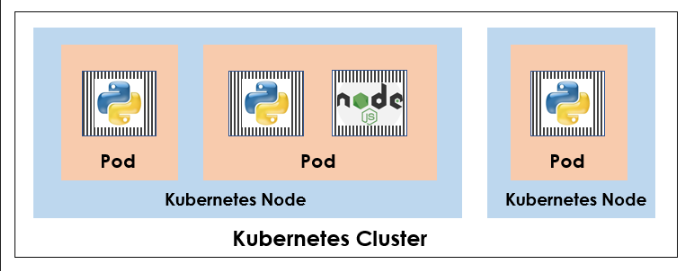 node
JS
Pod
Pod
Pod
Kubernetes Node
Kubernetes Node
Kubernetes Cluster